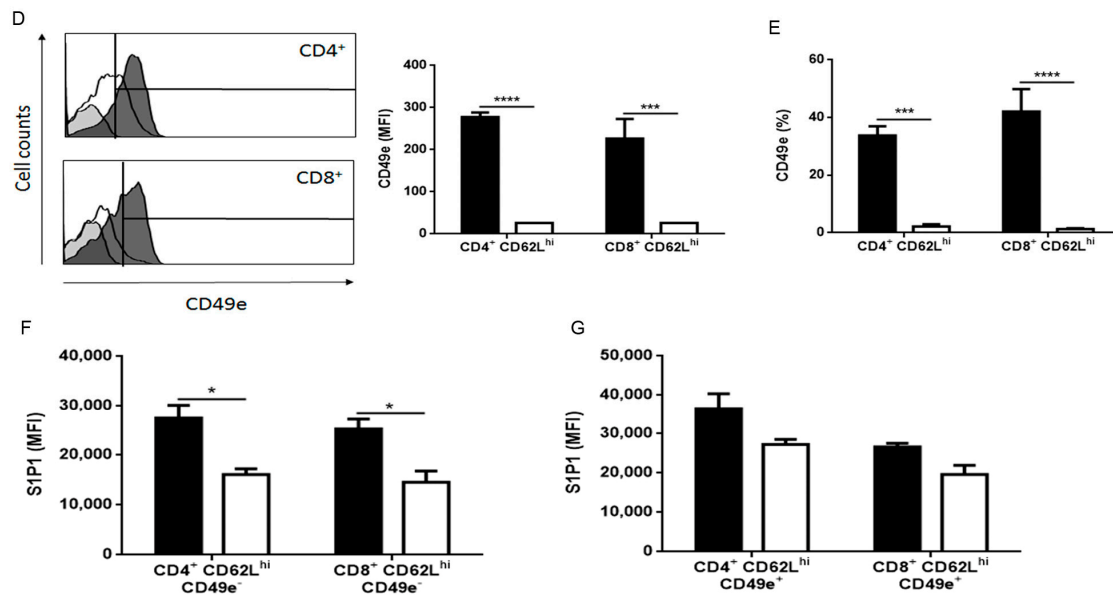 D
CD4⁺
CD8⁺
Cell counts
CD49e
CD49e (MFI)
400
300
200
100
0
****
***
CD4⁺ CD62Lʰⁱ
CD8⁺ CD62Lʰⁱ
E
CD49e (%)
60
40
20
0
***
****
CD4⁺ CD62Lʰⁱ
CD8⁺ CD62Lʰⁱ
F
S1P1 (MFI)
40,000
30,000
20,000
10,000
0
*
*
CD4⁺ CD62Lʰⁱ
CD49e⁻
CD8⁺ CD62Lʰⁱ
CD49e⁻
G
S1P1 (MFI)
50,000
40,000
30,000
20,000
10,000
0
CD4⁺ CD62Lʰⁱ
CD49e⁺
CD8⁺ CD62Lʰⁱ
CD49e⁺